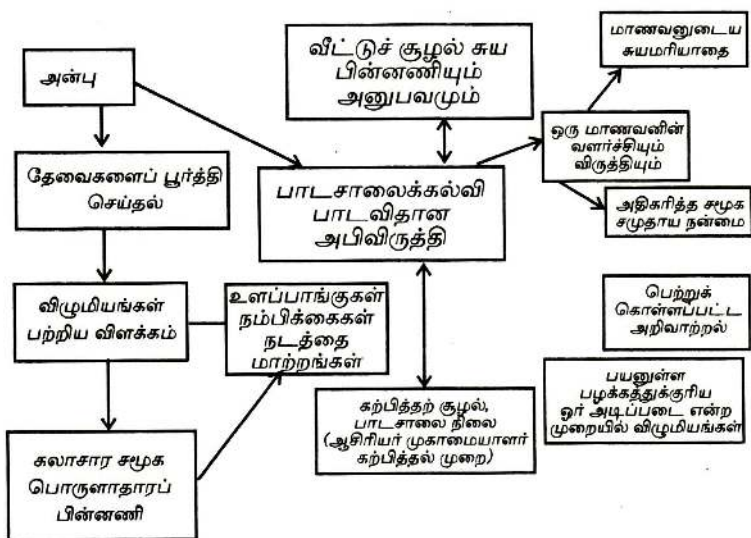 அன்பு
வீட்டுச் சூழல் சுய
பின்னணியும்
அனுபவமும்
மாணவனுடைய
சுயமரியாதை
தேவைகளைப் பூர்த்தி
செய்தல்
பாடசாலைக்கல்வி
பாடவிதான
அபிவிருத்தி
ஒரு மாணவனின்
வளர்ச்சியும்
விருத்தியும்
அதிகரித்த சமூக
சமுதாய நன்மை
விழுமியங்கள்
பற்றிய விளக்கம்
உளப்பாங்குகள்
நம்பிக்கைகள்
நடத்தை
மாற்றங்கள்
பெற்றுக்
கொள்ளப்பட்ட
அறிவாற்றல்
கலாசார சமூக
பொருளாதாரப்
பின்னணி
கற்பித்தற் சூழல்,
பாடசாலை நிலை
(ஆசிரியர் முகாமையாளர்
கற்பித்தல் முறை)
பயனுள்ள
பழக்கத்துக்குரிய
ஓர் அடிப்படை என்ற
முறையில் விழுமியங்கள்